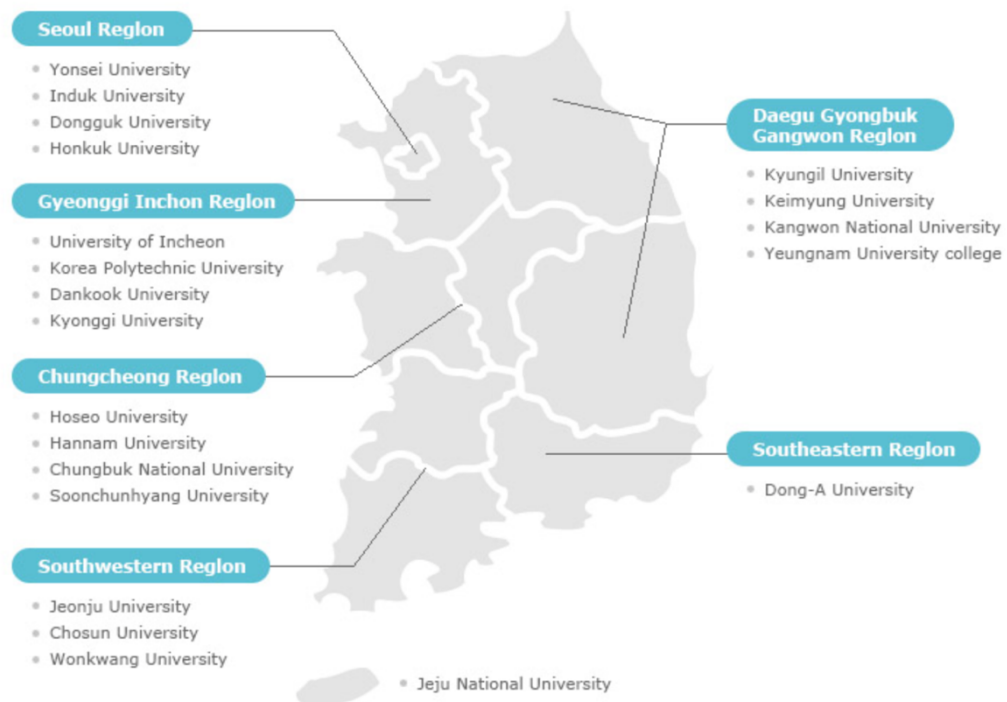 Seoul Reglon
Yonsei University
Induk University
Dongguk University
Honkuk University
Gyeonggi Inchon Reglon
University of Incheon
Korea Polytechnic University
Dankook University
Kyonggi University
Chungcheong Reglon
Hoseo University
Hannam University
Chungbuk National University
Soonchunhyang University
Southwestern Reglon
Jeonju University
Chosun University
Wonkwang University
Daegu Gyongbuk
Gangwon Reglon
Kyungil University
Keimyung University
Kangwon National University
Yeungnam University college
Southeastern Reglon
Dong-A University
Jeju National University